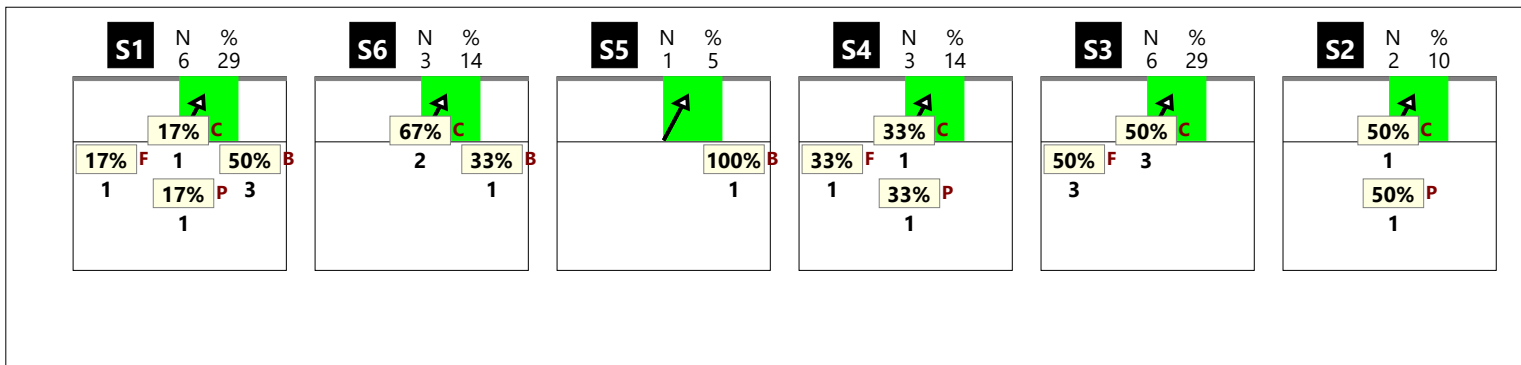 S1 N % S6 N % S5 N % S4 N % S3 N % S2 N %
6 29 3 14 1 5 3 14 6 29 2 10
17% C 67% C 33% C 50% C 50% C
1 2 1 3 1
17% F 50% B 33% B 100% B 33% F 50% F
1 3 1 1 1 3
17% P 33% P 50% P
1 1 1